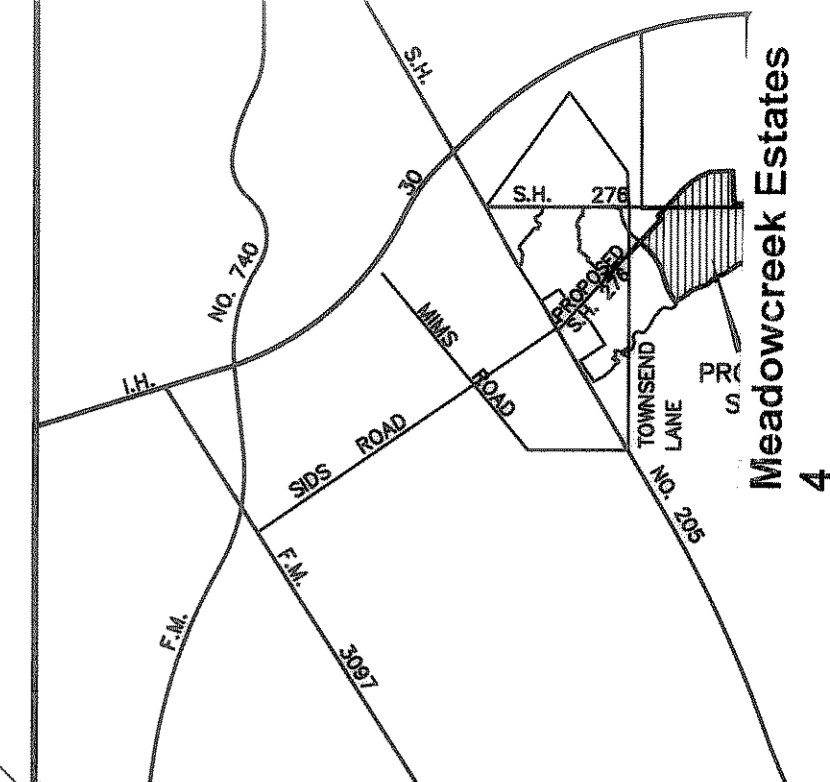 S.H.
30
S.H. 276
NO. 740
PROPOSED
S.H. 276
MIMS
ROAD
I.H.
TOWNSEND
LANE
SIDS ROAD
NO. 205
F.M.
3097
F.M.
Meadowcreek Estates
4